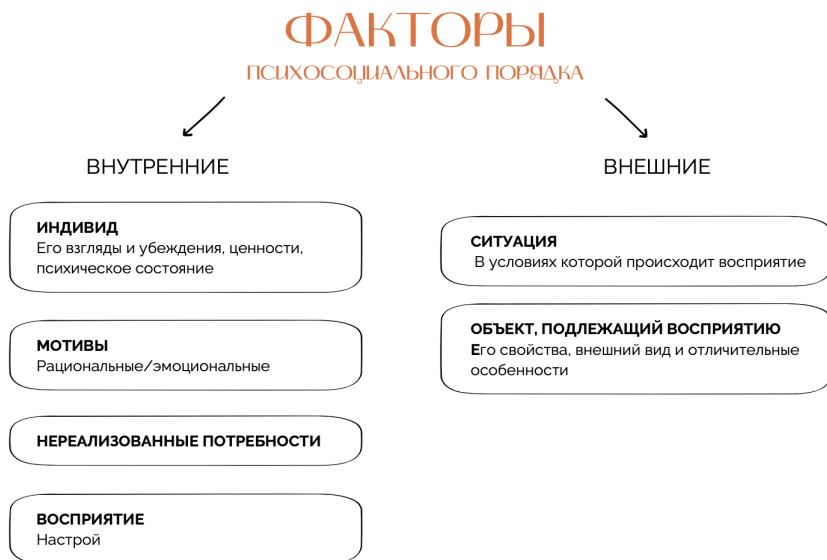 ФАКТОРЫ
ПСИХОСОЦИАЛЬНОГО ПОРЯДКА
ВНУТРЕННИЕ
ИНДИВИД
Его взгляды и убеждения, ценности,
психическое состояние
МОТИВЫ
Рациональные/эмоциональные
НЕРЕАЛИЗОВАННЫЕ ПОТРЕБНОСТИ
ВОСПРИЯТИЕ
Настрой
ВНЕШНИЕ
СИТУАЦИЯ
В условиях которой происходит восприятие
ОБЪЕКТ, ПОДЛЕЖАЩИЙ ВОСПРИЯТИЮ
Его свойства, внешний вид и отличительные
особенности